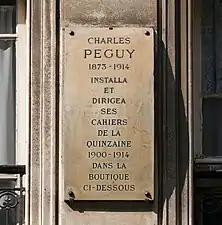 CHARLES
PEGUY
1873-1914
INSTALLA
ET
DIRIGEA
SES
CAHIERS
DE LA
QUINZAINE
1900-1914
DANS LA
BOUTIQUE
CI-DESSOUS